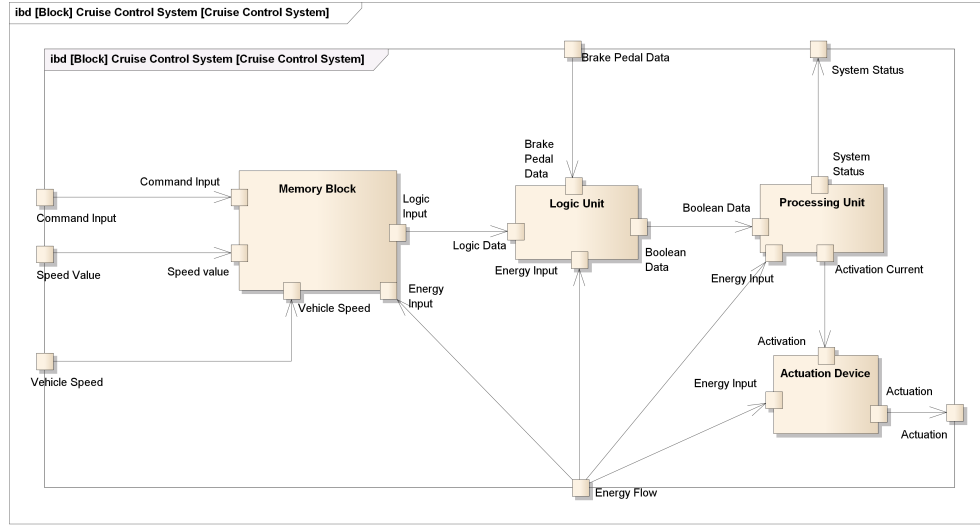 ibd [Block] Cruise Control System [Cruise Control System]
ibd [Block] Cruise Control System [Cruise Control System]
Brake Pedal Data
System Status
Brake
Pedal
Data
System
Status
Command Input
Memory Block
Logic
Input
Logic Unit
Processing Unit
Boolean Data
Command Input
Logic Data
Boolean
Data
Speed Value
Speed value
Energy Input
Energy Input
Activation Current
Vehicle Speed
Energy
Input
Activation
Vehicle Speed
Actuation Device
Energy Input
Actuation
Actuation
Energy Flow